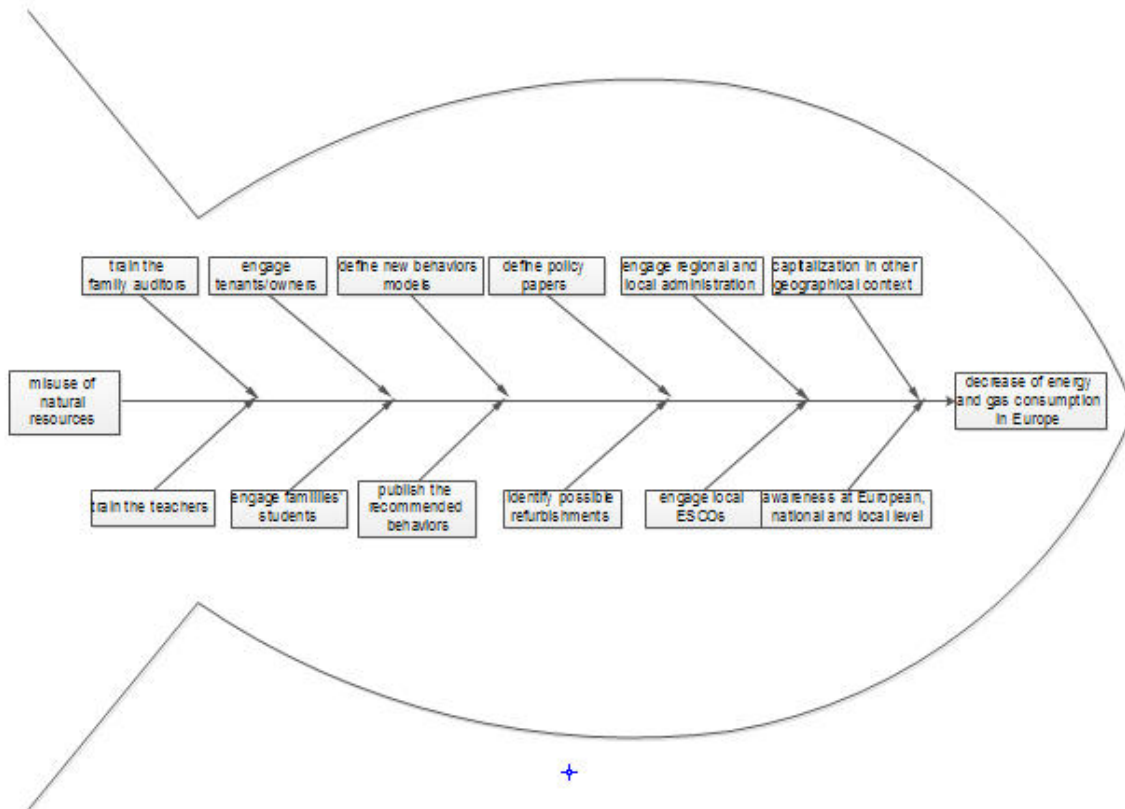 train the
family auditors
engage
tenants/owners
define new behaviors
models
define policy
papers
engage regional and
local administration
capitalization in other
geographical context
misuse of
natural
resources
decrease of energy
and gas consumption
in Europe
train the teachers
engage families'
students
publish the
recommended
behaviors
identify possible
refurbishments
engage local
ESCOs
awareness at European,
national and local level